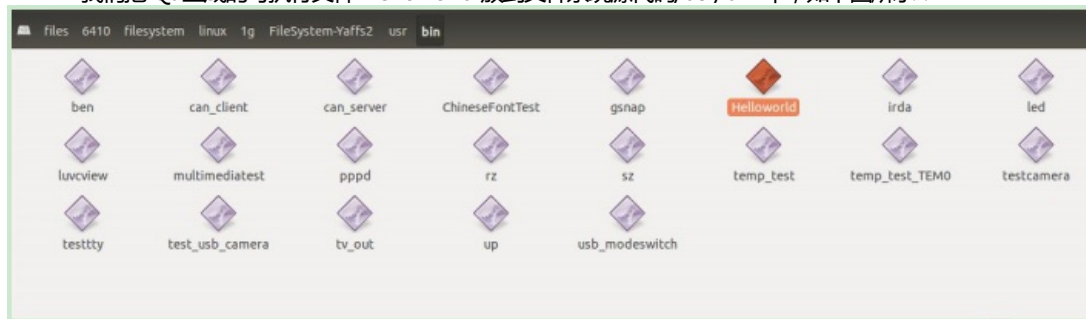 files 6410 filesystem linux 1g FileSystem-Yaffs2 usr bin
ben can_client can_server ChineseFontTest gsnap Helloworld irda led
luvcview multimediatest pppd rz sz temp_test temp_test_TEM0 testcamera
testtty test_usb_camera tv_out up usb_modeswitch